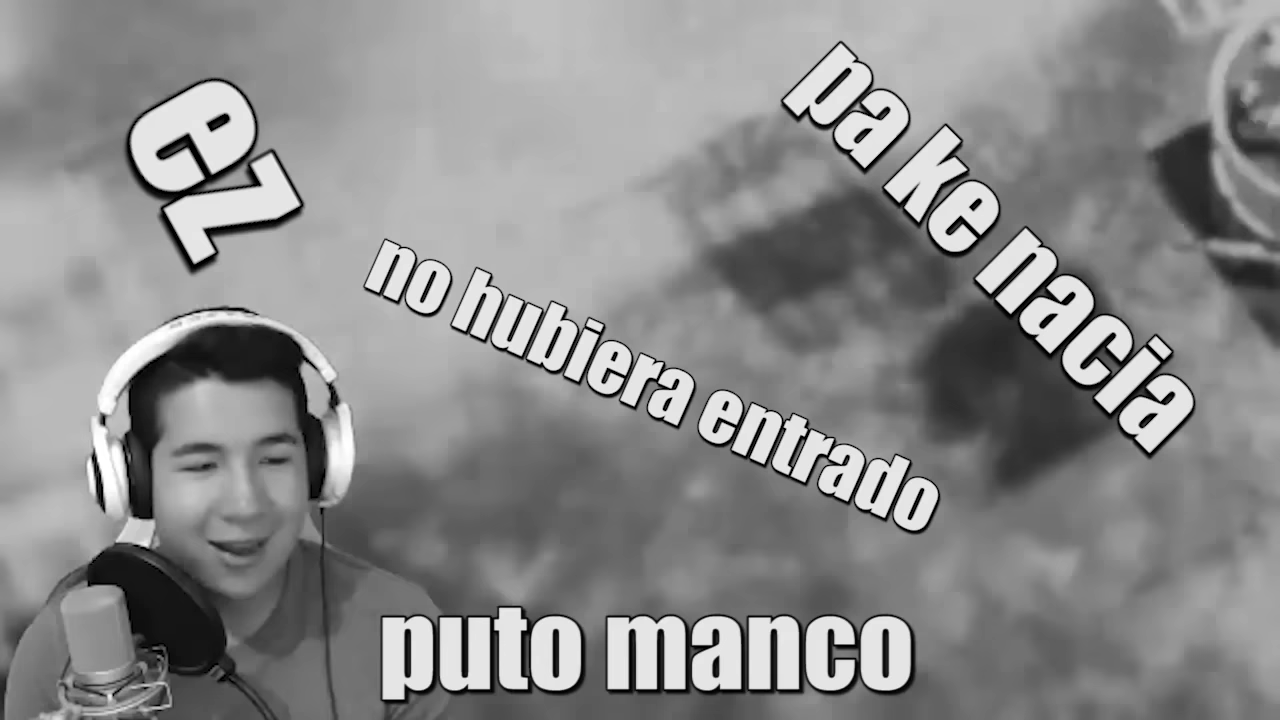 ez
pa ke nacia
no hubiera entrado
puto manco